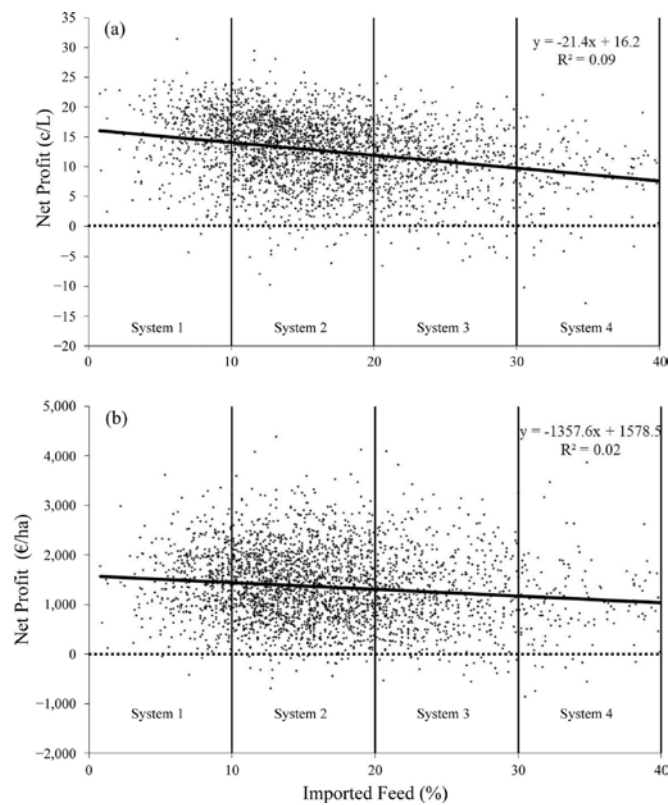 (a)
y = -21.4x + 16.2
R² = 0.09
Net Profit (c/L)
35
30
25
20
15
10
5
0
−5
−10
−15
−20
System 1
System 2
System 3
System 4
0
10
20
30
40
(b)
y = -1357.6x + 1578.5
R² = 0.02
Net Profit (€/ha)
5,000
4,000
3,000
2,000
1,000
0
−1,000
−2,000
System 1
System 2
System 3
System 4
0
10
20
30
40
Imported Feed (%)